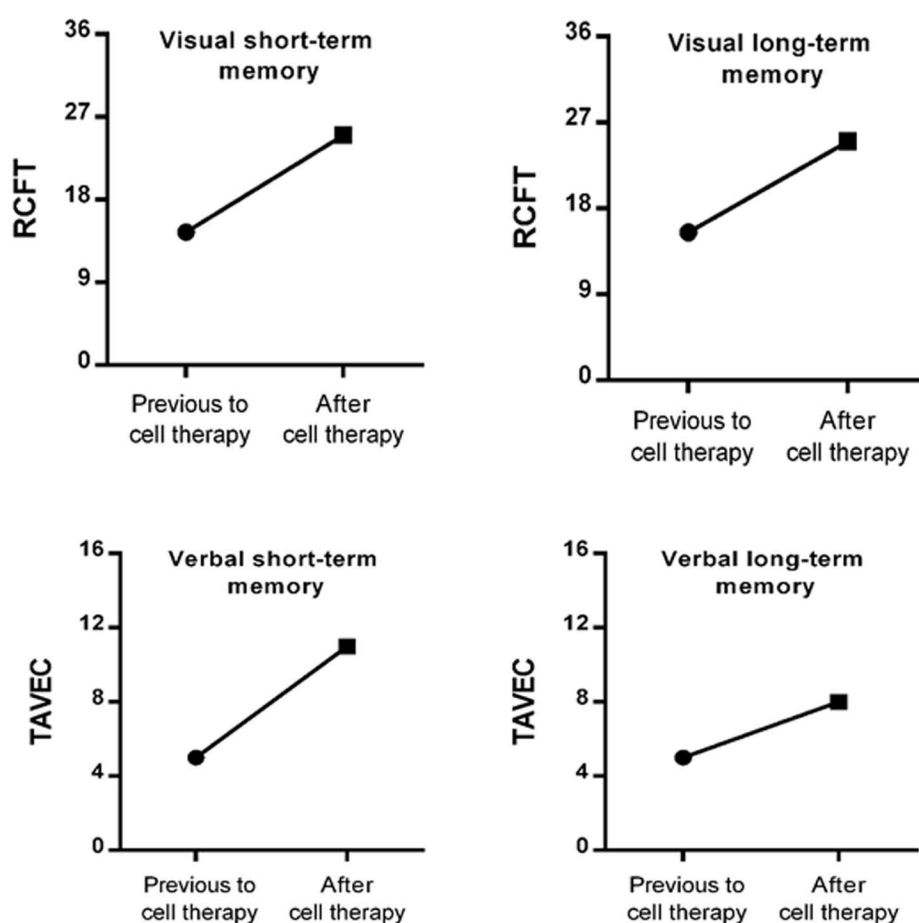 Visual short-term
memory
RCFT
36
27
18
9
0
Previous to
cell therapy
After
cell therapy
Visual long-term
memory
RCFT
36
27
18
9
0
Previous to
cell therapy
After
cell therapy
Verbal short-term
memory
TAVEC
16
12
8
4
0
Previous to
cell therapy
After
cell therapy
Verbal long-term
memory
TAVEC
16
12
8
4
0
Previous to
cell therapy
After
cell therapy